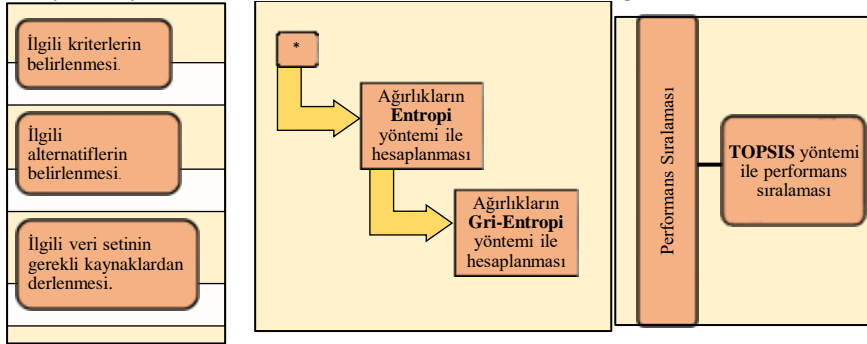 İlgili kriterlerin
belirlenmesi.
İlgili
alternatiflerin
belirlenmesi.
İlgili veri setinin
gerekli kaynaklardan
derlenmesi.
*
Ağırlıkların
Entropi
yöntemi ile
hesaplanması
Ağırlıkların
Gri-Entropi
yöntemi ile
hesaplanması
Performans Sıralaması
TOPSIS yöntemi
ile performans
sıralaması